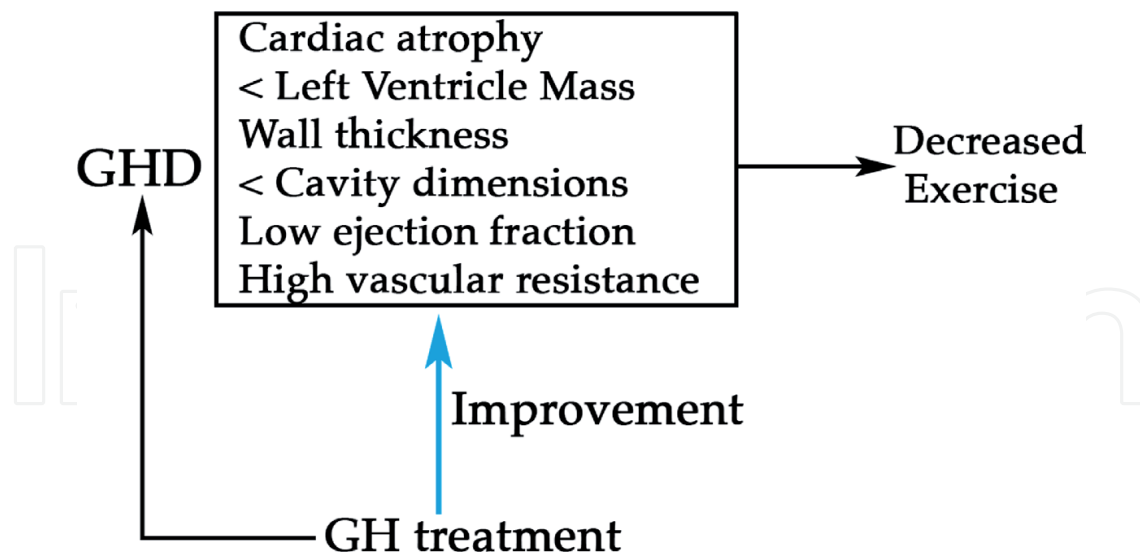 Cardiac atrophy
< Left Ventricle Mass
Wall thickness
< Cavity dimensions
Low ejection fraction
High vascular resistance
GHD
Decreased
Exercise
Improvement
GH treatment